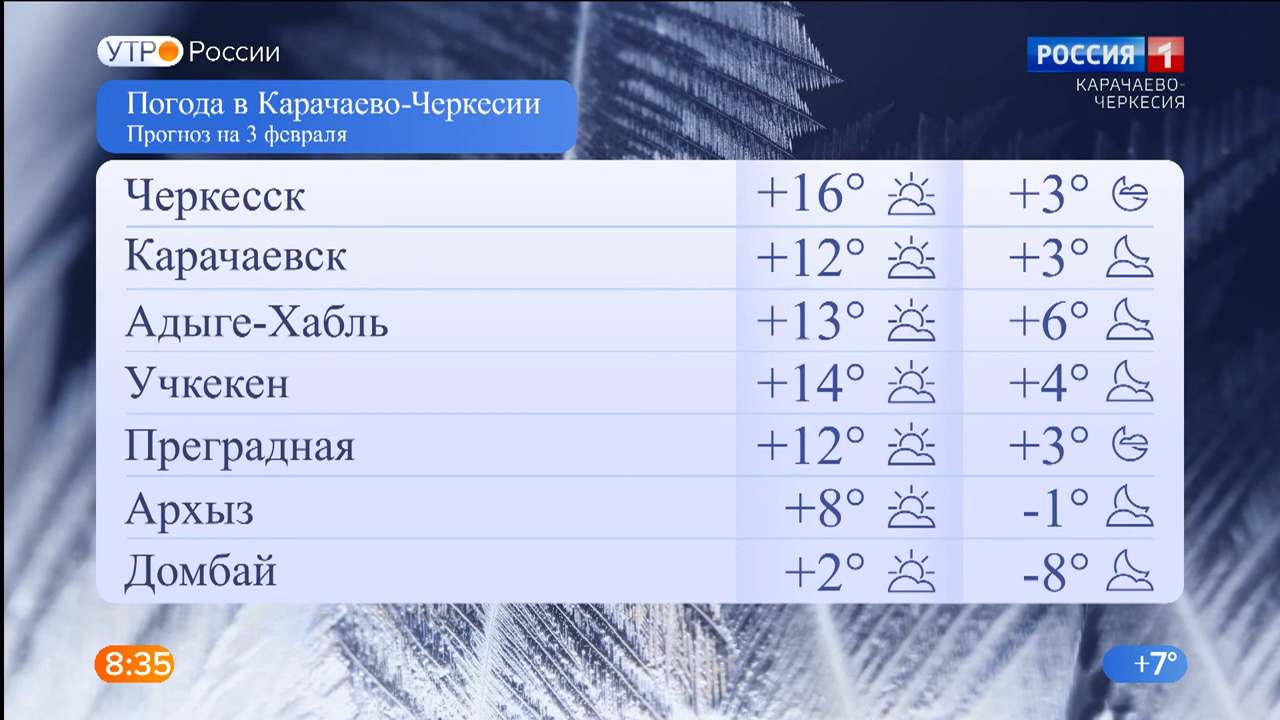 УТРО России
РОССИЯ 1
КАРАЧАЕВО-
ЧЕРКЕСИЯ
Погода в Карачаево-Черкесии
Прогноз на 3 февраля
Черкесск +16° +3°
Карачаевск +12° +3°
Адыге-Хабль +13° +6°
Учкекен +14° +4°
Преградная +12° +3°
Архыз +8° -1°
Домбай +2° -8°
8:35 +7°